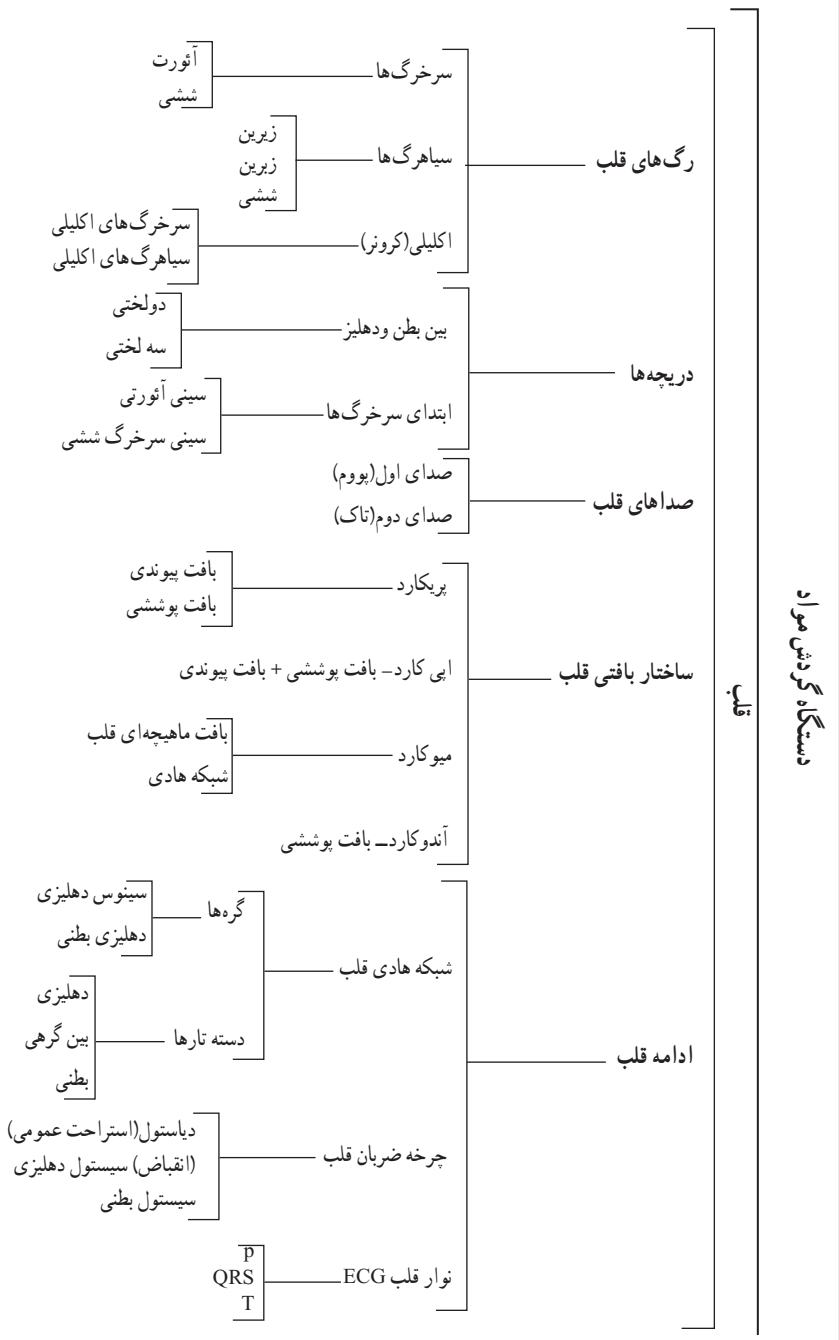 دستگاه گردش مواد
قلب
رگ‌های قلب
سرخرگ‌ها
آئورت
ششی
سیاهرگ‌ها
زیرین
زبرین
ششی
اکلیلی(کرونر)
سرخرگ‌های اکلیلی
سیاهرگ‌های اکلیلی
دریچه‌ها
بین بطن ودهلیز
دولختی
سه لختی
ابتدای سرخرگ‌ها
سینی آئورتی
سینی سرخرگ ششی
صداهای قلب
صدای اول(پووم)
صدای دوم(تاک)
ساختار بافتی قلب
پریکارد
بافت پیوندی
بافت پوششی
اپی کارد– بافت پوششی + بافت پیوندی
میوکارد
بافت ماهیچه‌ای قلب
شبکه هادی
آندوکارد– بافت پوششی
ادامه قلب
شبکه هادی قلب
گره‌ها
سینوس دهلیزی
دهلیزی بطنی
دسته تارها
دهلیزی
بین گرهی
بطنی
چرخه ضربان قلب
دیاستول(استراحت عمومی)
(انقباض) سیستول دهلیزی
سیستول بطنی
نوار قلب ECG
p
QRS
T